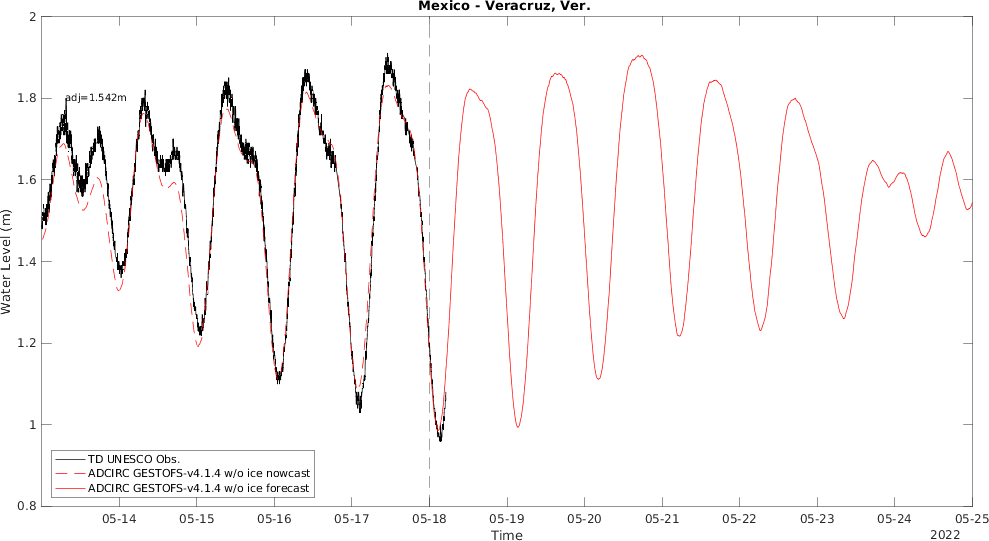 Mexico - Veracruz, Ver.
2
1.8
1.6
1.4
1.2
1
0.8
Water Level (m)
adj=1.542m
TD UNESCO Obs.
ADCIRC GESTOFS-v4.1.4 w/o ice nowcast
ADCIRC GESTOFS-v4.1.4 w/o ice forecast
05-14 05-15 05-16 05-17 05-18 05-19 05-20 05-21 05-22 05-23 05-24 05-25
Time
2022